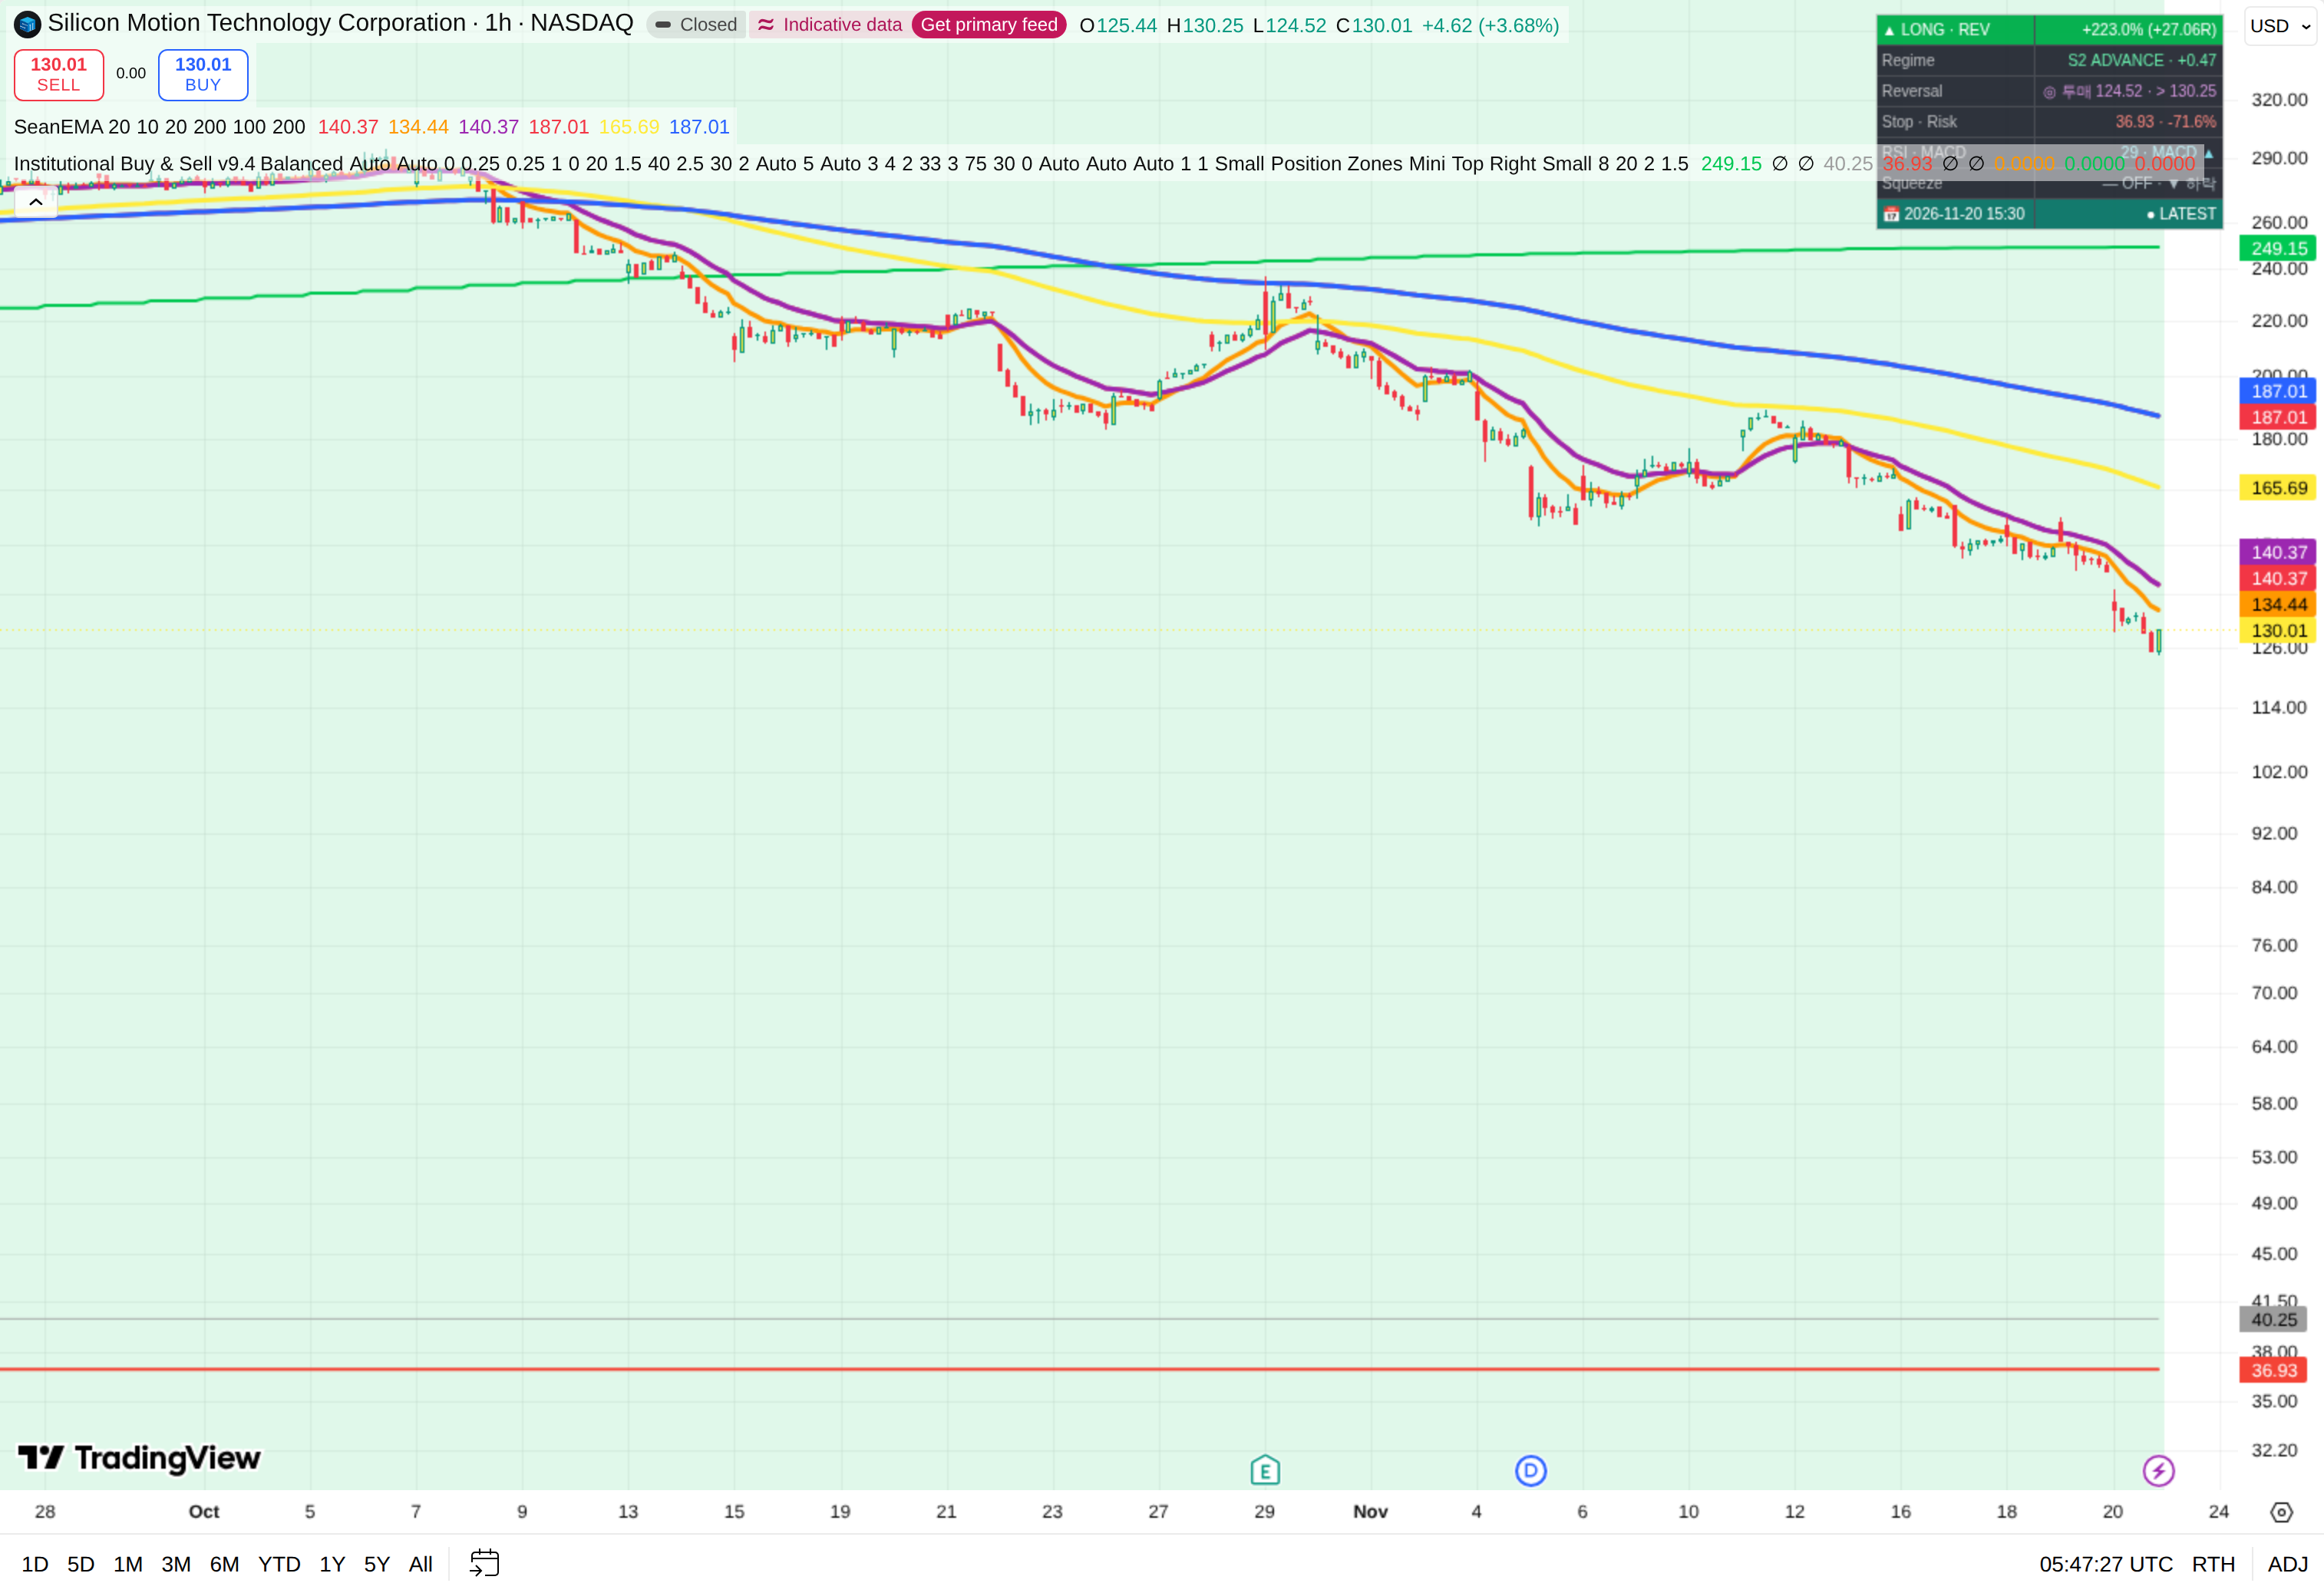 Silicon Motion Technology Corporation · 1h · NASDAQ Closed Indicative data Get primary feed O125.44 H130.25 L124.52 C130.01 +4.62 (+3.68%)
130.01 SELL 0.00 130.01 BUY
SeanEMA 20 10 20 200 100 200 140.37 134.44 140.37 187.01 165.69 187.01
Institutional Buy & Sell v9.4 Balanced Auto Auto 0 0.25 0.25 1 0 20 1.5 40 2.5 30 2 Auto 5 Auto 3 4 2 33 3 75 30 0 Auto Auto Auto 1 1 Small Position Zones Mini Top Right Small 8 20 2 1.5 249.15 ∅ ∅ 40.25 36.93 ∅ ∅ 0.0000 0.0000 0.0000
▲ LONG · REV +223.0% (+27.06R)
Regime S2 ADVANCE · +0.47
Reversal ◎ 투매 124.52 · > 130.25
Stop · Risk 36.93 · -71.6%
RSI · MACD 29 · MACD ▲
Squeeze — OFF · ▼ 하락
2026-11-20 15:30 ● LATEST
USD
320.00
290.00
260.00
249.15
240.00
220.00
200.00
187.01
187.01
180.00
165.69
140.37
140.37
134.44
130.01
126.00
114.00
102.00
92.00
84.00
76.00
70.00
64.00
58.00
53.00
49.00
45.00
41.50
40.25
38.00
36.93
35.00
32.20
TradingView
E D
28 Oct 5 7 9 13 15 19 21 23 27 29 Nov 4 6 10 12 16 18 20 24
1D 5D 1M 3M 6M YTD 1Y 5Y All 05:47:27 UTC RTH ADJ